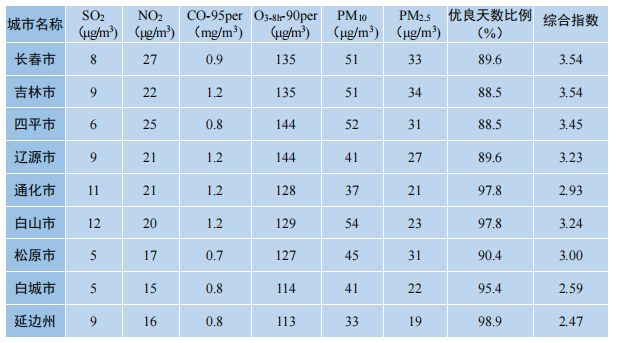 城市名称 SO2 (μg/m³) NO2 (μg/m³) CO-95per (mg/m³) O3-8h-90per (μg/m³) PM10 (μg/m³) PM2.5 (μg/m³) 优良天数比例 (%) 综合指数
长春市 8 27 0.9 135 51 33 89.6 3.54
吉林市 9 22 1.2 135 51 34 88.5 3.54
四平市 6 25 0.8 144 52 31 88.5 3.45
辽源市 9 21 1.2 144 41 27 89.6 3.23
通化市 11 21 1.2 128 37 21 97.8 2.93
白山市 12 20 1.2 129 54 23 97.8 3.24
松原市 5 17 0.7 127 45 31 90.4 3.00
白城市 5 15 0.8 114 41 22 95.4 2.59
延边州 9 16 0.8 113 33 19 98.9 2.47